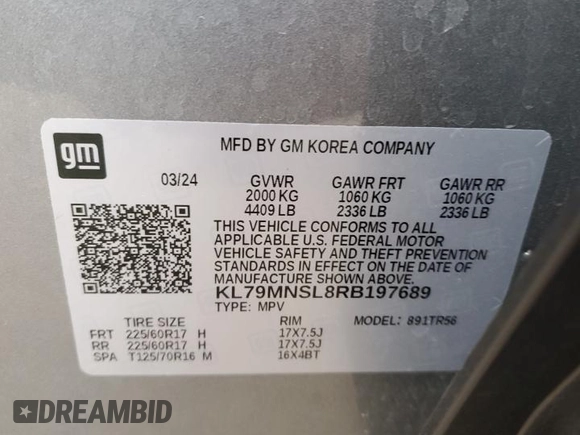 gm
MFD BY GM KOREA COMPANY
03/24 GVWR GAWR FRT GAWR RR
2000 KG 1060 KG 1060 KG
4409 LB 2336 LB 2336 LB
THIS VEHICLE CONFORMS TO ALL
APPLICABLE U.S. FEDERAL MOTOR
VEHICLE SAFETY AND THEFT PREVENTION
STANDARDS IN EFFECT ON THE DATE OF
MANUFACTURE SHOWN ABOVE.
KL79MNSL8RB197689
TYPE: MPV
TIRE SIZE RIM MODEL: 891TR56
FRT 225/60R17 H 17X7.5J
RR 225/60R17 H 17X7.5J
SPA T125/70R16 M 16X4BT
DREAMBID